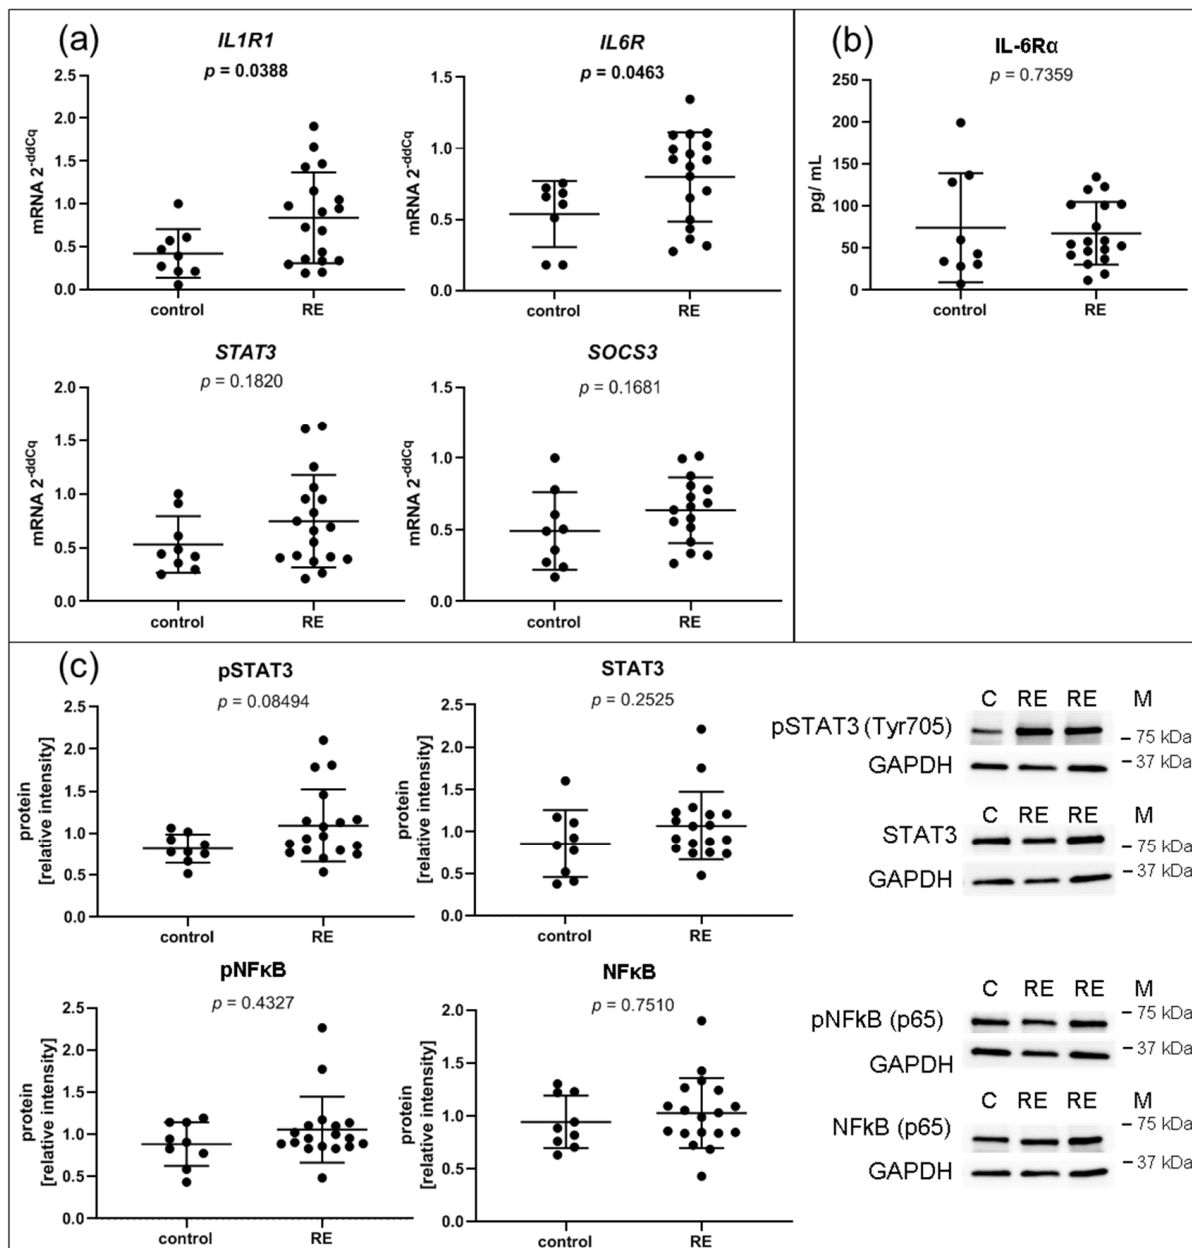 (a)
IL1R1
p = 0.0388
2.5
2.0
1.5
1.0
0.5
0.0
mRNA 2^-ddCq
control
RE
IL6R
p = 0.0463
1.5
1.0
0.5
0.0
mRNA 2^-ddCq
control
RE
(b)
IL-6Rα
p = 0.7359
250
200
150
100
50
0
pg/ mL
control
RE
STAT3
p = 0.1820
2.0
1.5
1.0
0.5
0.0
mRNA 2^-ddCq
control
RE
SOCS3
p = 0.1681
1.5
1.0
0.5
0.0
mRNA 2^-ddCq
control
RE
(c)
pSTAT3
p = 0.08494
2.5
2.0
1.5
1.0
0.5
0.0
protein
[relative intensity]
control
RE
STAT3
p = 0.2525
2.5
2.0
1.5
1.0
0.5
0.0
protein
[relative intensity]
control
RE
C RE RE M
pSTAT3 (Tyr705)
– 75 kDa
GAPDH
– 37 kDa
C RE RE M
STAT3
– 75 kDa
GAPDH
– 37 kDa
pNFκB
p = 0.4327
2.5
2.0
1.5
1.0
0.5
0.0
protein
[relative intensity]
control
RE
NFκB
p = 0.7510
2.0
1.5
1.0
0.5
0.0
protein
[relative intensity]
control
RE
C RE RE M
pNFkB (p65)
– 75 kDa
GAPDH
– 37 kDa
C RE RE M
NFkB (p65)
– 75 kDa
GAPDH
– 37 kDa